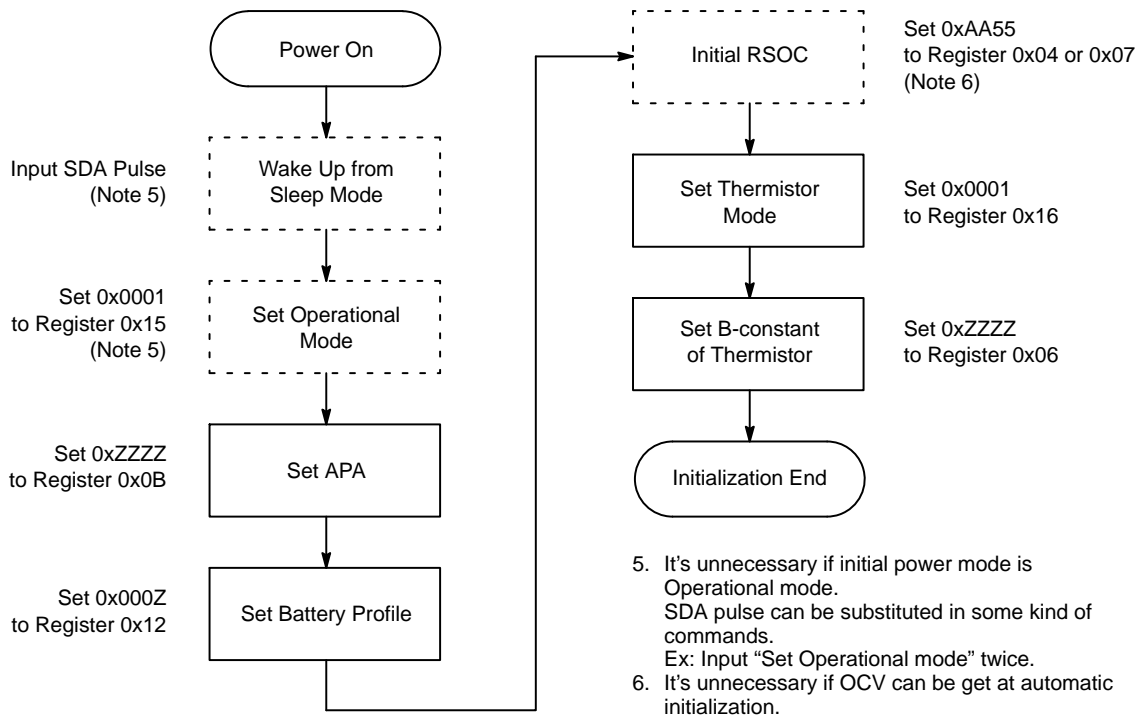 Power On
Input SDA Pulse
(Note 5)
Wake Up from
Sleep Mode
Set 0x0001
to Register 0x15
(Note 5)
Set Operational
Mode
Set 0xZZZZ
to Register 0x0B
Set APA
Set 0x000Z
to Register 0x12
Set Battery Profile
Initial RSOC
Set 0xAA55
to Register 0x04 or 0x07
(Note 6)
Set Thermistor
Mode
Set 0x0001
to Register 0x16
Set B-constant
of Thermistor
Set 0xZZZZ
to Register 0x06
Initialization End
5. It's unnecessary if initial power mode is
Operational mode.
SDA pulse can be substituted in some kind of
commands.
Ex: Input “Set Operational mode” twice.
6. It's unnecessary if OCV can be get at automatic
initialization.